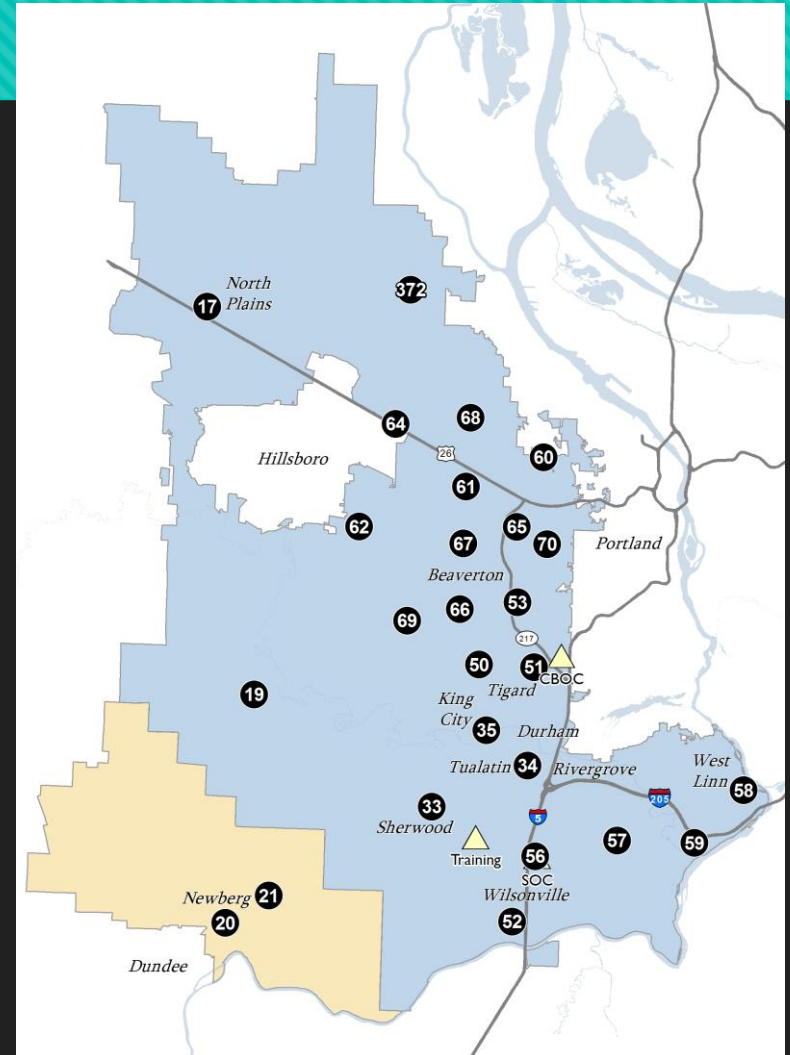 North
Plains
17
372
64
68
Hillsboro
26
60
61
62
65
67
70
Portland
Beaverton
53
66
69
217
50
51
CBOC
Tigard
King
City
19
35
Durham
Tualatin
34
Rivergrove
West
Linn
58
205
33
Sherwood
5
57
59
Training
56
SOC
Wilsonville
52
Newberg
21
20
Dundee